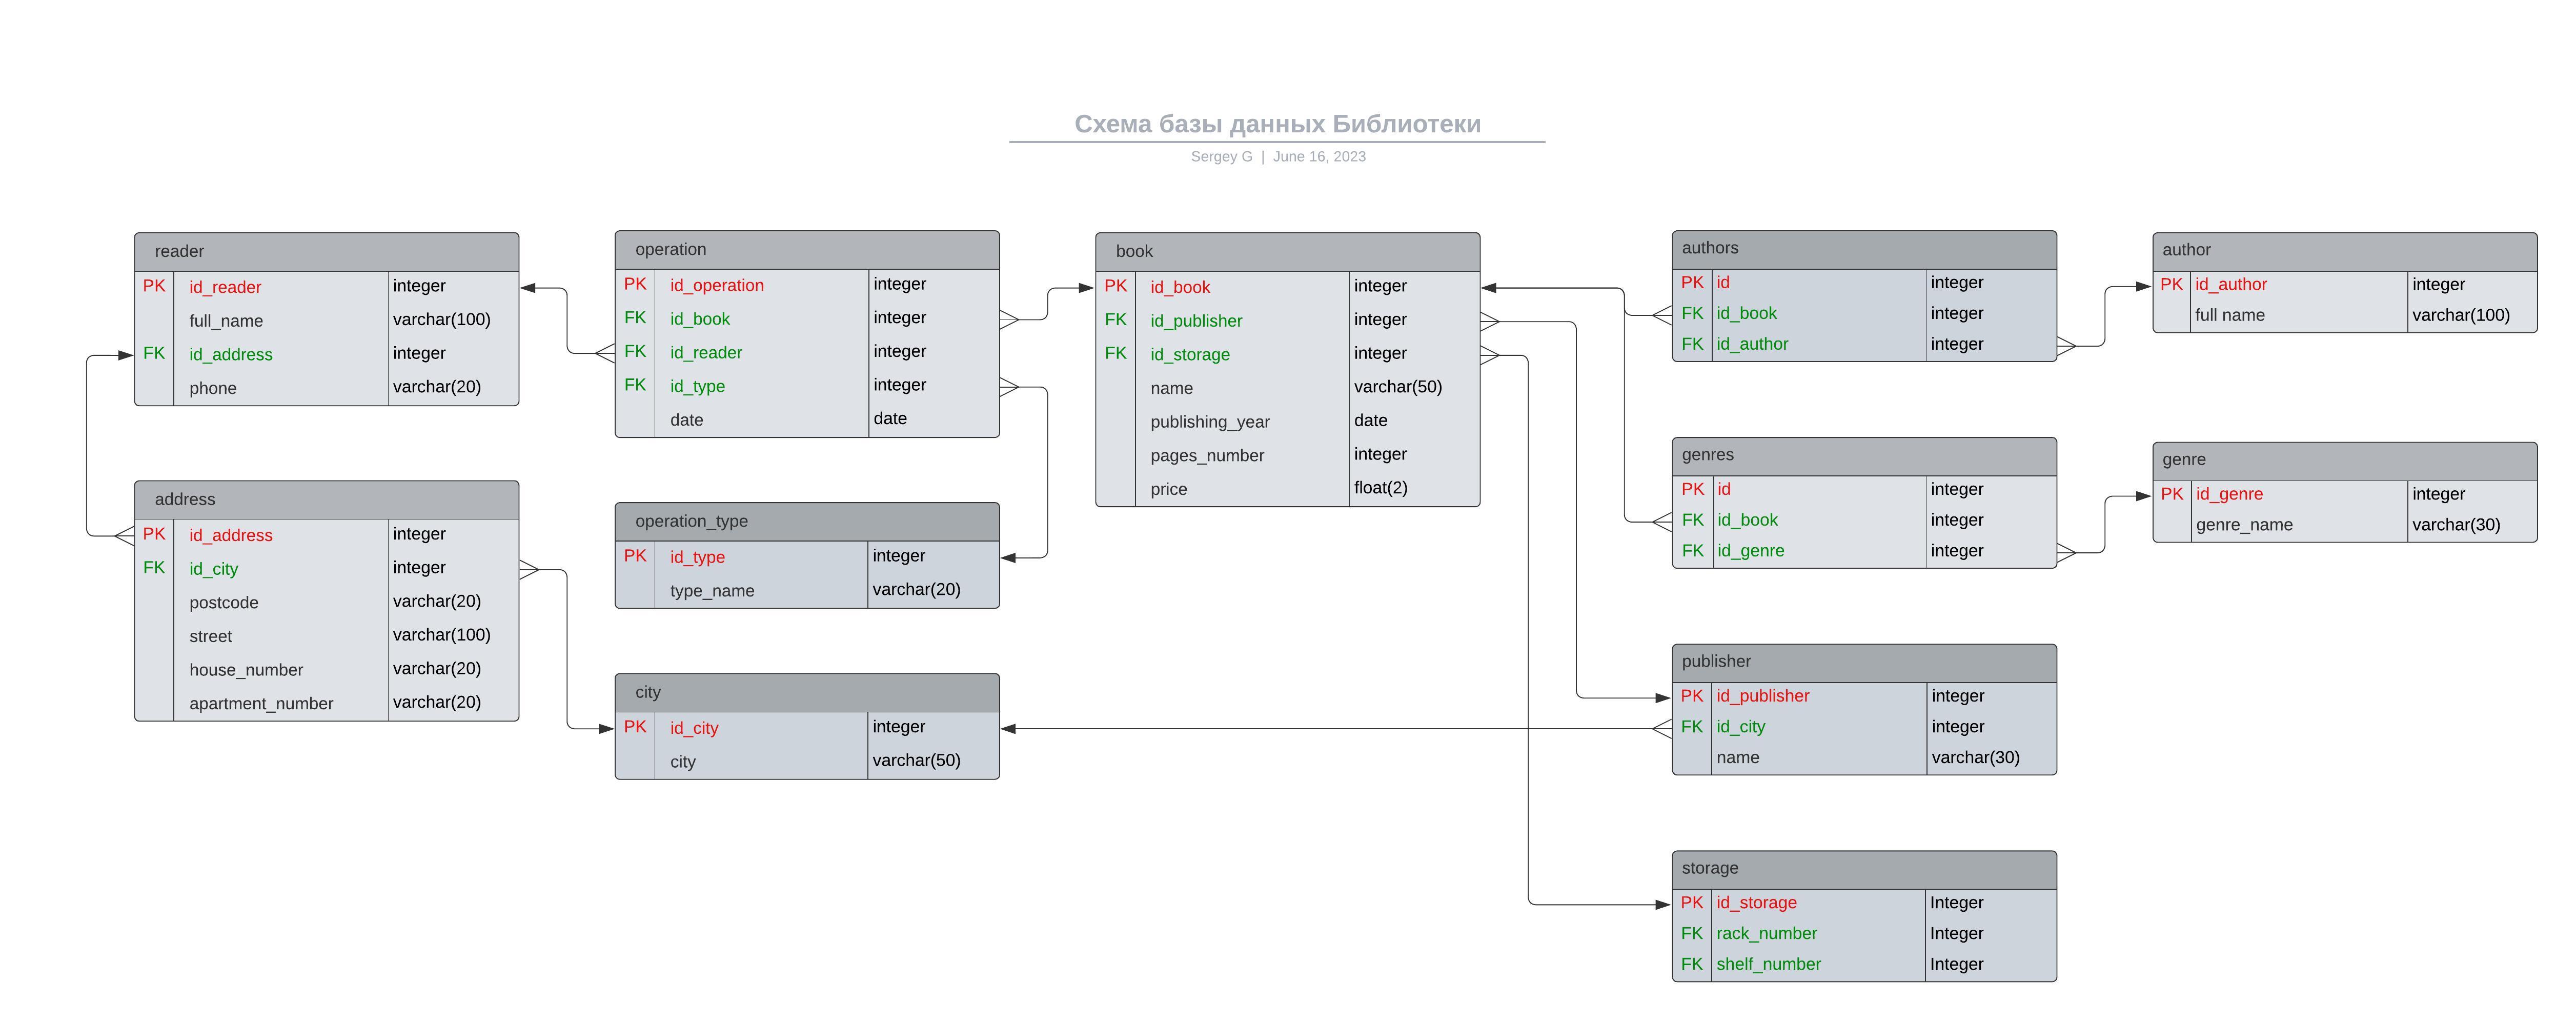 Схема базы данных Библиотеки
Sergey G | June 16, 2023
reader
PK id_reader integer
full_name varchar(100)
FK id_address integer
phone varchar(20)
operation
PK id_operation integer
FK id_book integer
FK id_reader integer
FK id_type integer
date date
book
PK id_book integer
FK id_publisher integer
FK id_storage integer
name varchar(50)
publishing_year date
pages_number integer
price float(2)
authors
PK id integer
FK id_book integer
FK id_author integer
author
PK id_author integer
full name varchar(100)
address
PK id_address integer
FK id_city integer
postcode varchar(20)
street varchar(100)
house_number varchar(20)
apartment_number varchar(20)
operation_type
PK id_type integer
type_name varchar(20)
genres
PK id integer
FK id_book integer
FK id_genre integer
genre
PK id_genre integer
genre_name varchar(30)
city
PK id_city integer
city varchar(50)
publisher
PK id_publisher integer
FK id_city integer
name varchar(30)
storage
PK id_storage Integer
FK rack_number Integer
FK shelf_number Integer